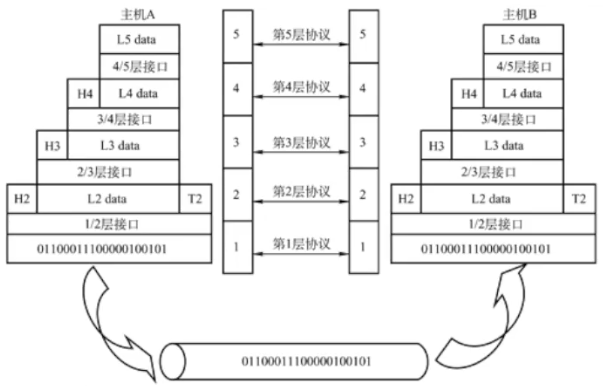 主机A
L5 data
4/5层接口
H4 L4 data
3/4层接口
H3 L3 data
2/3层接口
H2 L2 data T2
1/2层接口
01100011100000100101
5 第5层协议 5
4 第4层协议 4
3 第3层协议 3
2 第2层协议 2
1 第1层协议 1
主机B
L5 data
4/5层接口
H4 L4 data
3/4层接口
H3 L3 data
2/3层接口
H2 L2 data T2
1/2层接口
01100011100000100101
01100011100000100101